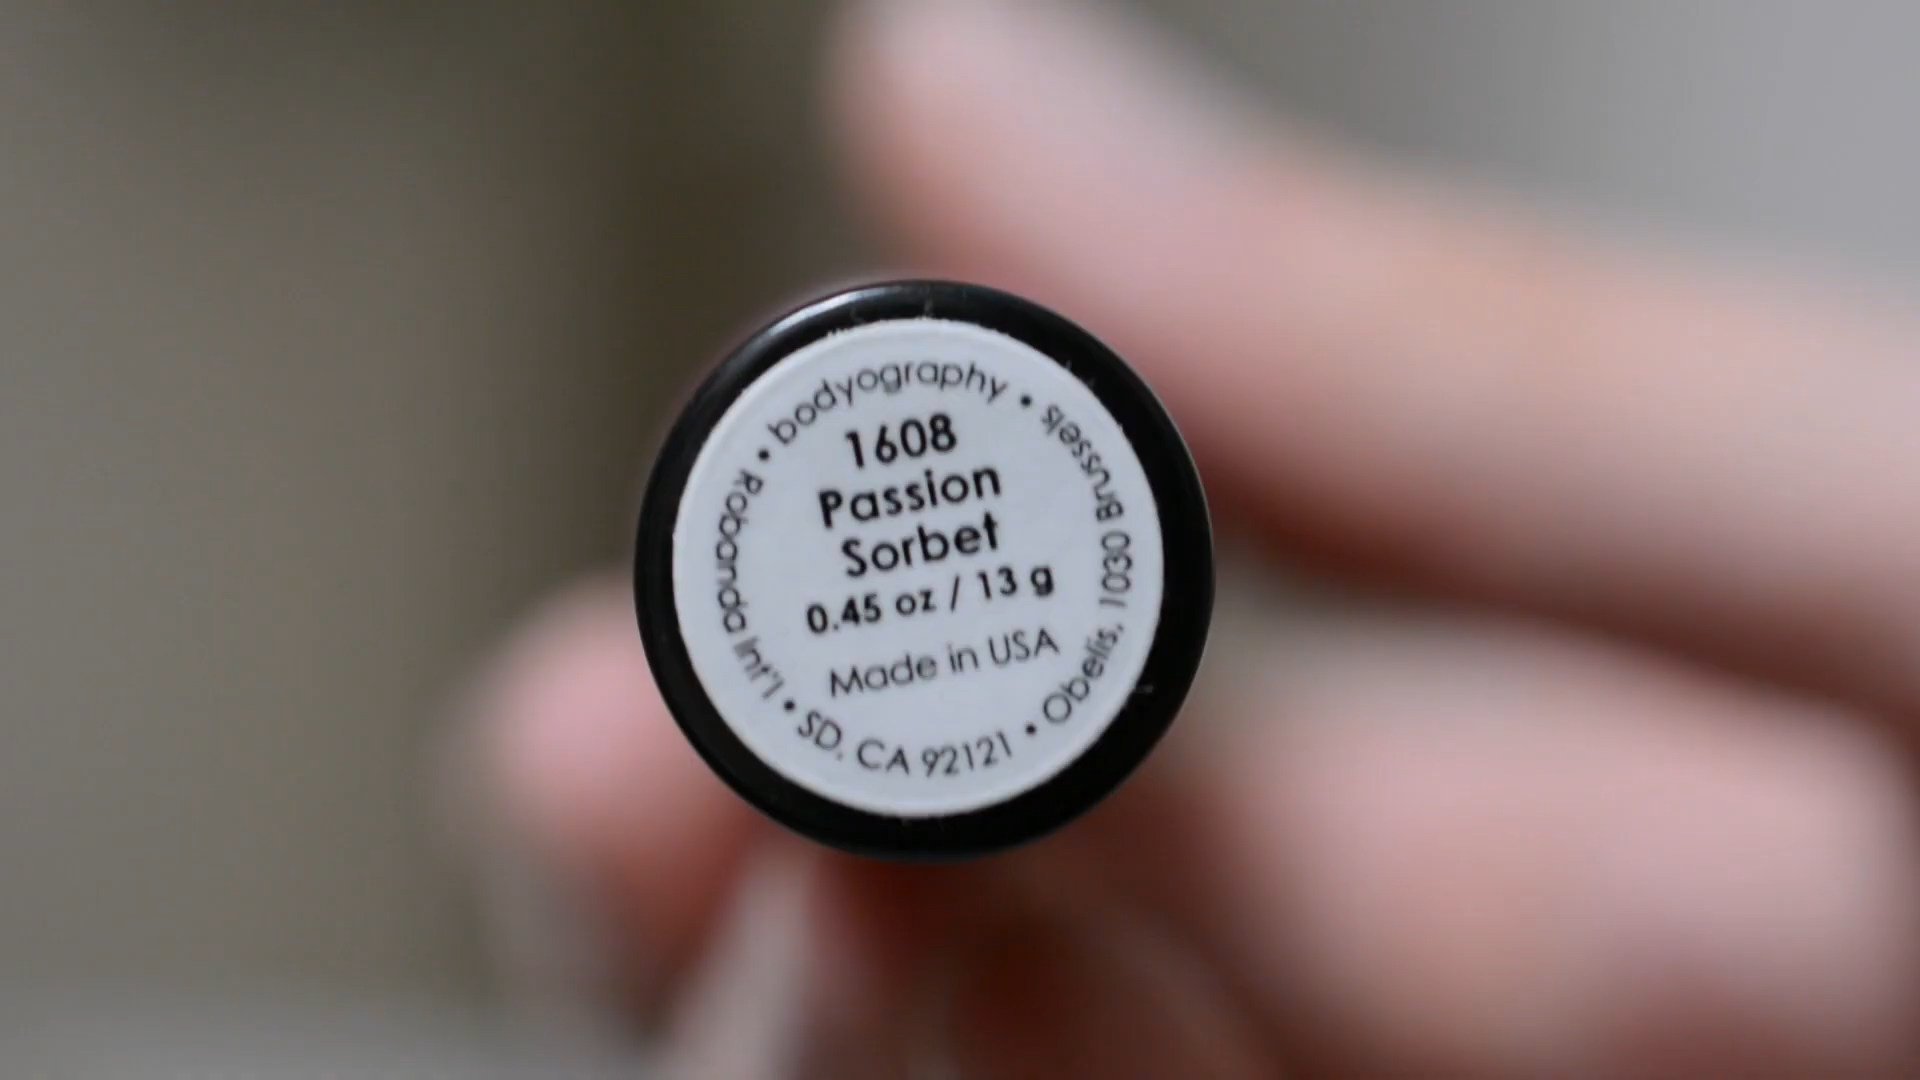 • bodyography • 
1608
Passion
Sorbet
0.45 oz / 13 g
Made in USA
Robanda Int'l • SD, CA 92121 • Obelis, 1030 Brussels